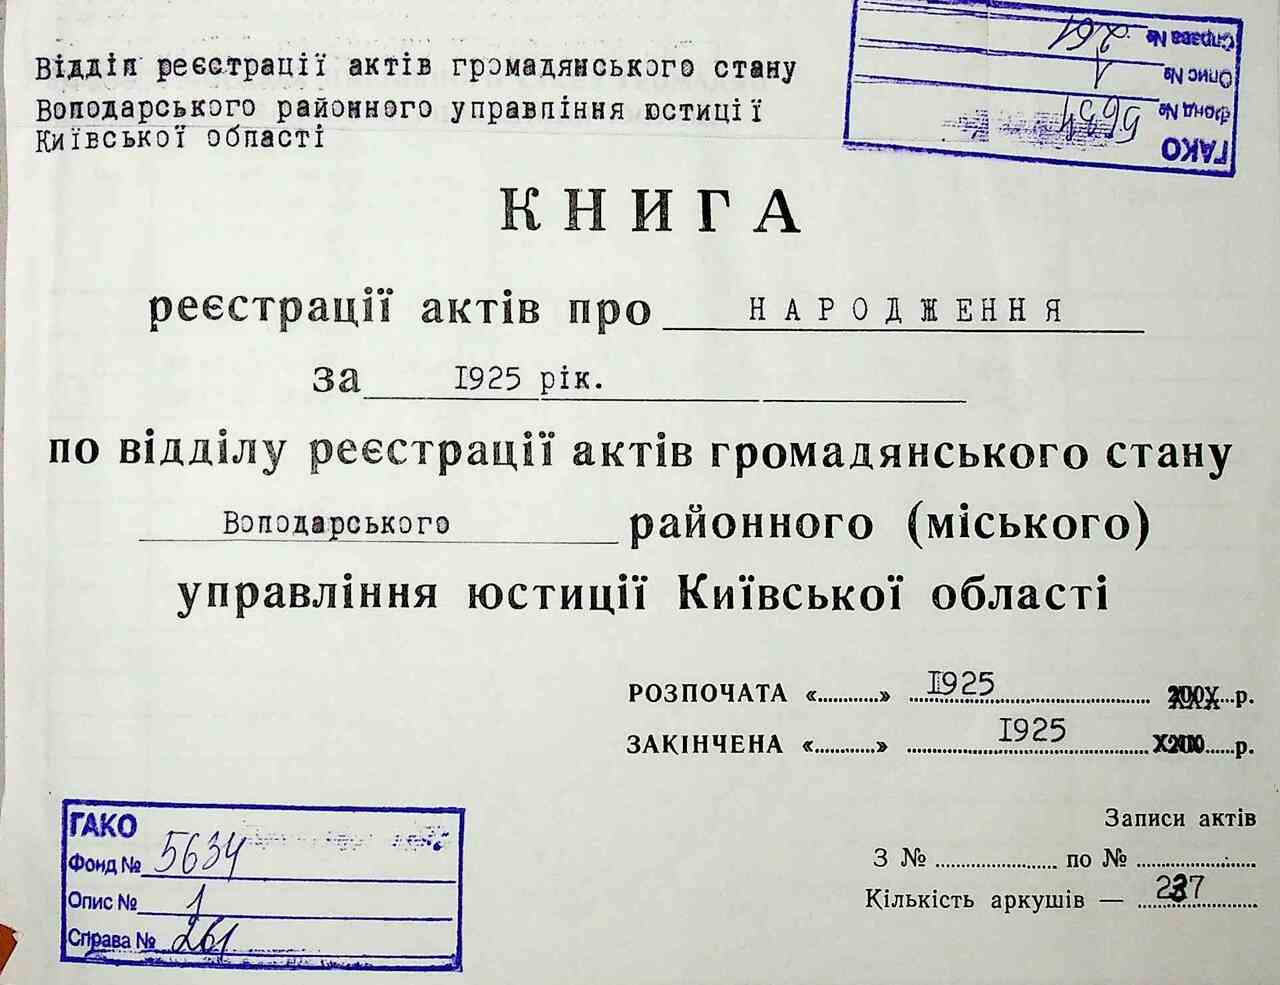 Відділ реєстрації актів громадянського стану
Володарського районного управління юстиції
Київської області
ГАКО
Фонд № 5634
Опис № 1
Справа № 261
КНИГА
реєстрації актів про НАРОДЖЕННЯ
за 1925 рік.
по відділу реєстрації актів громадянського стану
Володарського районного (міського)
управління юстиції Київської області
РОЗПОЧАТА «..........» 1925 200 р.
ЗАКІНЧЕНА «..........» 1925 200 р.
Записи актів
З № .................... по № ....................
Кількість аркушів — 237
ГАКО
Фонд № 5634
Опис № 1
Справа № 261